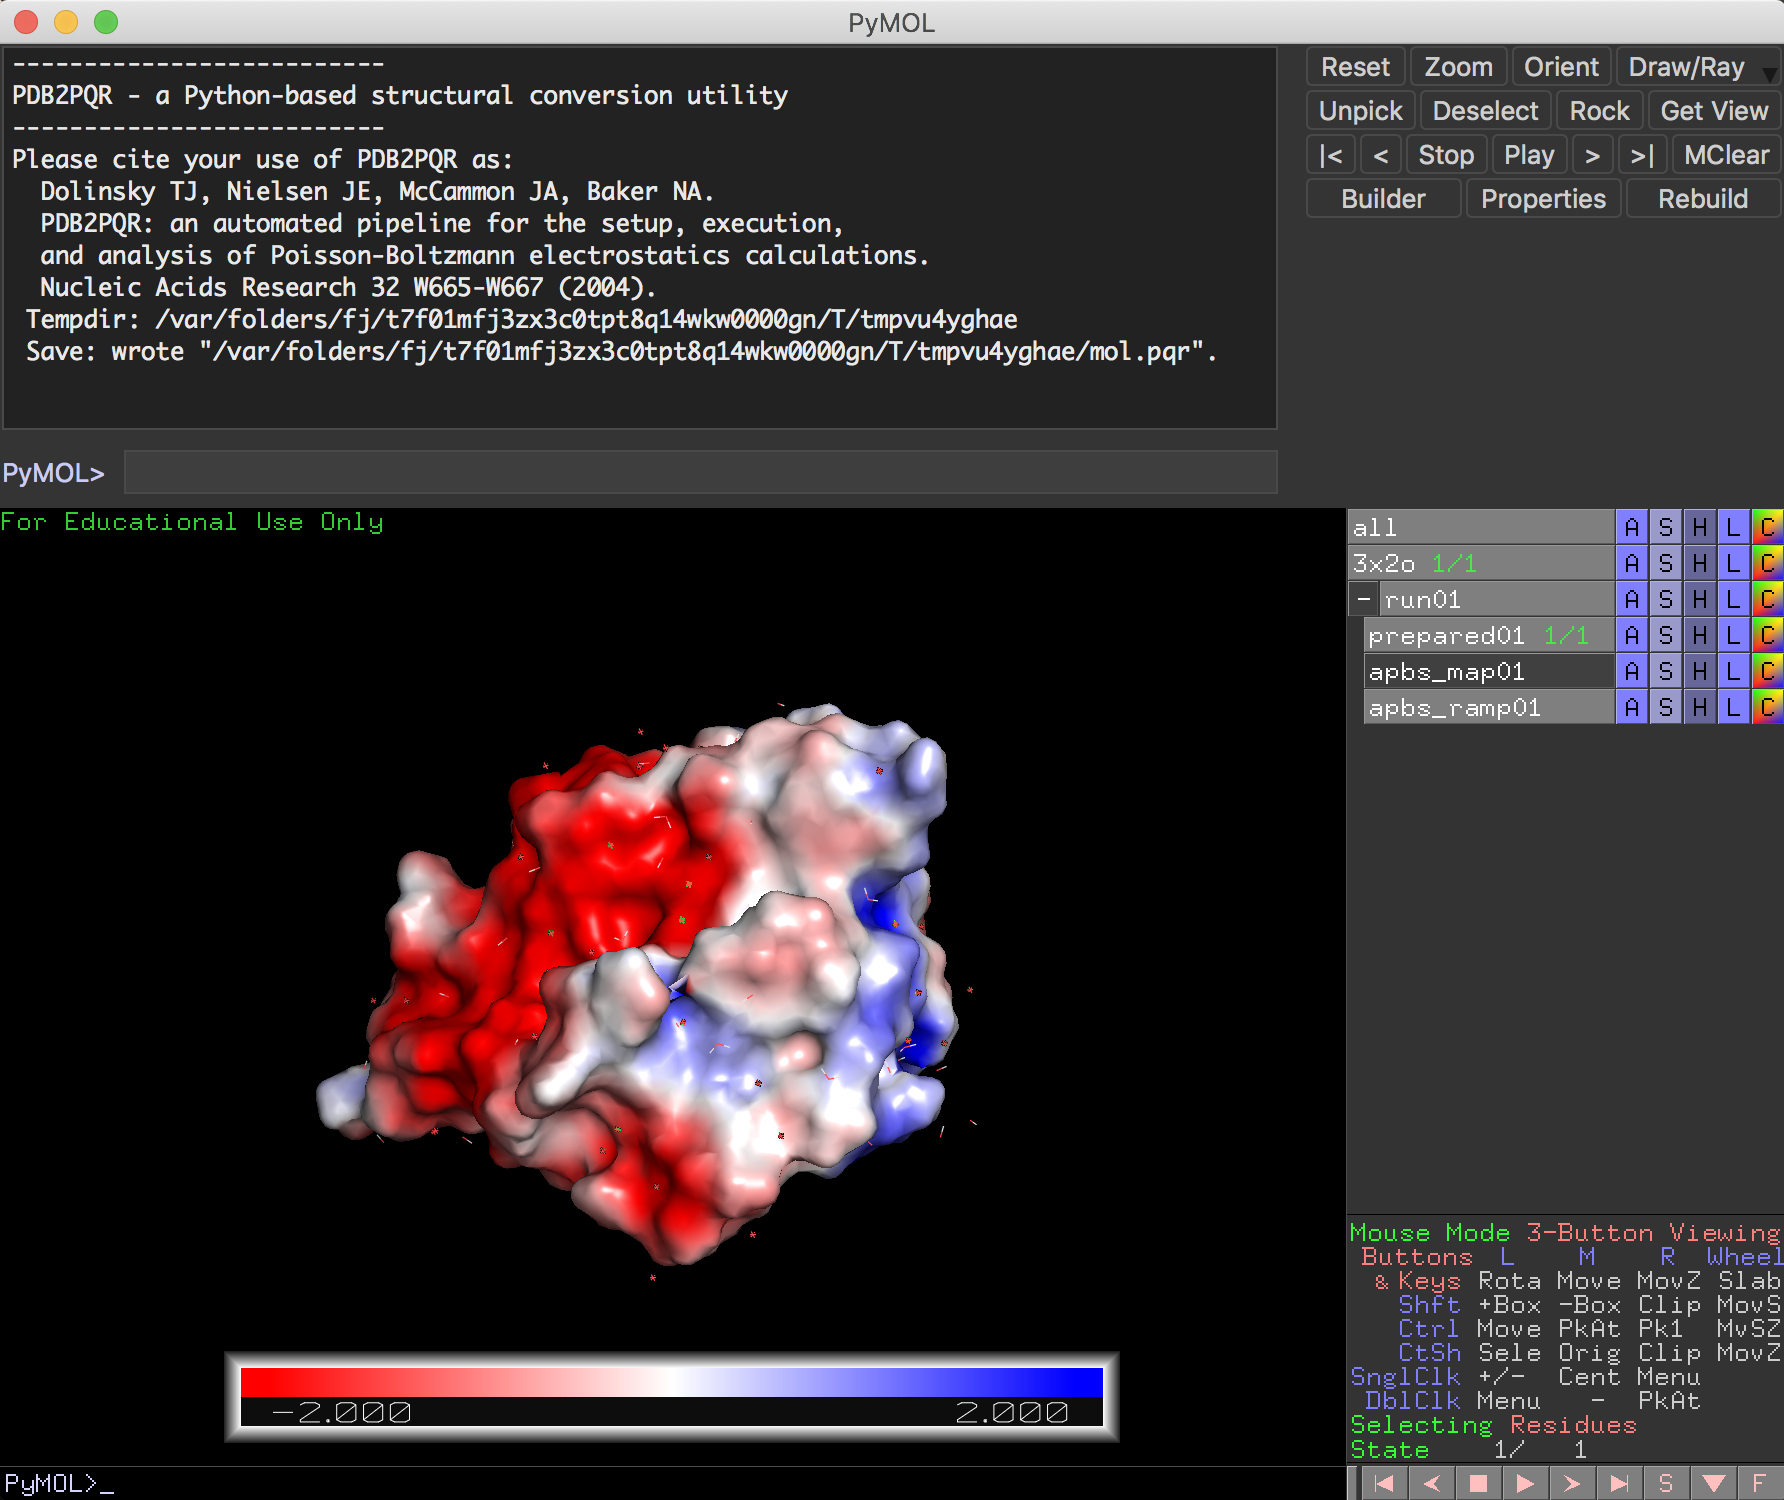 PyMOL
---------------------------
PDB2PQR - a Python-based structural conversion utility
---------------------------
Please cite your use of PDB2PQR as:
Dolinsky TJ, Nielsen JE, McCammon JA, Baker NA.
PDB2PQR: an automated pipeline for the setup, execution,
and analysis of Poisson-Boltzmann electrostatics calculations.
Nucleic Acids Research 32 W665-W667 (2004).
Tempdir: /var/folders/fj/t7f01mfj3zx3c0tpt8q14wkw0000gn/T/tmpvu4yghae
Save: wrote "/var/folders/fj/t7f01mfj3zx3c0tpt8q14wkw0000gn/T/tmpvu4yghae/mol.pqr".
Reset Zoom Orient Draw/Ray
Unpick Deselect Rock Get View
|< < Stop Play > >| MClear
Builder Properties Rebuild
PyMOL>
For Educational Use Only
all A S H L C
3x2o 1/1 A S H L C
- run01 A S H L C
prepared01 1/1 A S H L C
apbs_map01 A S H L C
apbs_ramp01 A S H L C
-2.000 2.000
Mouse Mode 3-Button Viewing
Buttons L M R Wheel
& Keys Rota Move MovZ Slab
Shft +Box -Box Clip MovS
Ctrl Move PkAt Pk1 MvSZ
CtSh Sele Orig Clip MovZ
SnglClk +/- Cent Menu
DblClk Menu - PkAt
Selecting Residues
State 1/ 1
PyMOL>_
S F